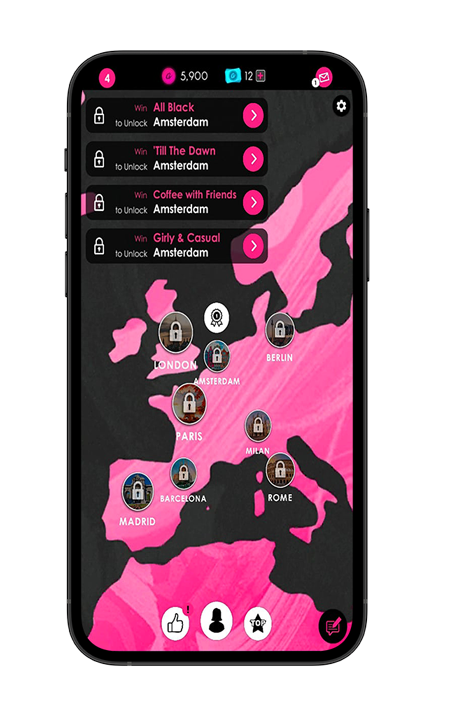 4
5,900
12
1
Win All Black
to Unlock Amsterdam
Win 'Till The Dawn
to Unlock Amsterdam
Win Coffee with Friends
to Unlock Amsterdam
Win Girly & Casual
to Unlock Amsterdam
LONDON
BERLIN
AMSTERDAM
PARIS
MILAN
BARCELONA
ROME
MADRID
!
TOP